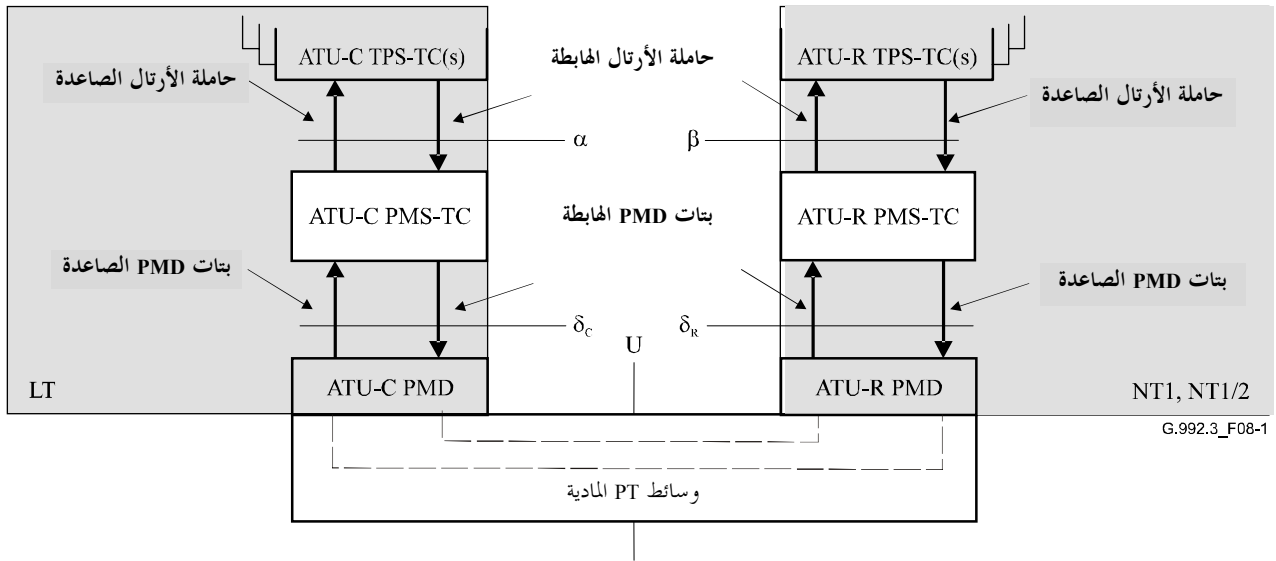 ATU-C TPS-TC(s)
حاملة الأرتال الهابطة
ATU-R TPS-TC(s)
حاملة الأرتال الصاعدة
حاملة الأرتال الصاعدة
α
β
ATU-C PMS-TC
بتات PMD الهابطة
ATU-R PMS-TC
بتات PMD الصاعدة
بتات PMD الصاعدة
δC
δR
U
LT
ATU-C PMD
ATU-R PMD
NT1, NT1/2
G.992.3_F08-1
وسائط PT المادية